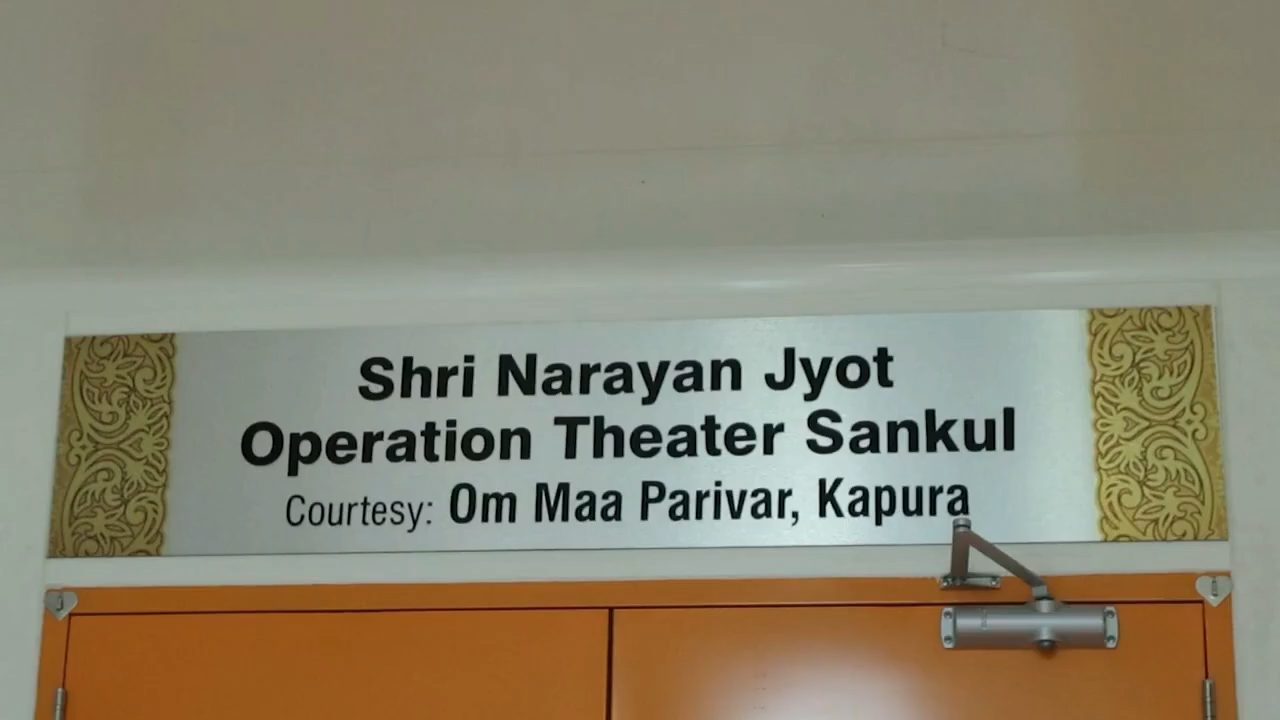 Shri Narayan Jyot
Operation Theater Sankul
Courtesy: Om Maa Parivar, Kapura